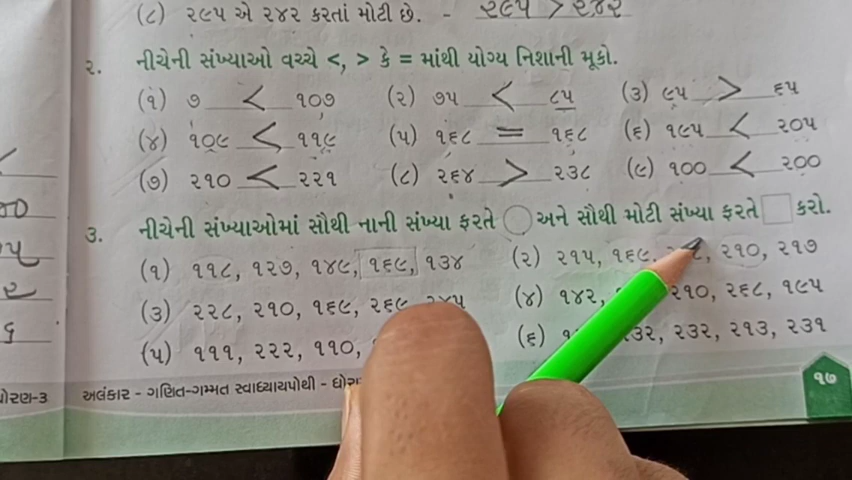 (૮) ૨૯૫ એ ૨૪૨ કરતાં મોટી છે. - ૨૯૫ > ૨૪૨
૨. નીચેની સંખ્યાઓ વચ્ચે <, > કે = માંથી યોગ્ય નિશાની મૂકો.
(૧) ૭ < ૧૦૭ (૨) ૭૫ < ૮૫ (૩) ૯૫ > ૬૫
(૪) ૧૦૯ < ૧૧૯ (૫) ૧૬૮ = ૧૬૮ (૬) ૧૯૫ < ૨૦૫
(૭) ૨૧૦ < ૨૨૧ (૮) ૨૬૪ > ૨૩૮ (૯) ૧૦૦ < ૨૦૦
૩. નીચેની સંખ્યાઓમાં સૌથી નાની સંખ્યા ફરતે ○ અને સૌથી મોટી સંખ્યા ફરતે □ કરો.
(૧) ૧૧૮, ૧૨૭, ૧૪૯, ૧૬૯, ૧૩૪ (૨) ૨૧૫, ૧૬૯, ૨૧૦, ૨૧૭
(૩) ૨૨૮, ૨૧૦, ૧૬૯, ૨૬૯, ૨૪૫ (૪) ૧૪૨, ૨૧૦, ૨૬૮, ૧૯૫
(૫) ૧૧૧, ૨૨૨, ૧૧૦, (૬) ૨૩૨, ૨૧૩, ૨૩૧
ધોરણ-૩ અલંકાર - ગણિત-ગમ્મત સ્વાધ્યાયપોથી - ૧૭